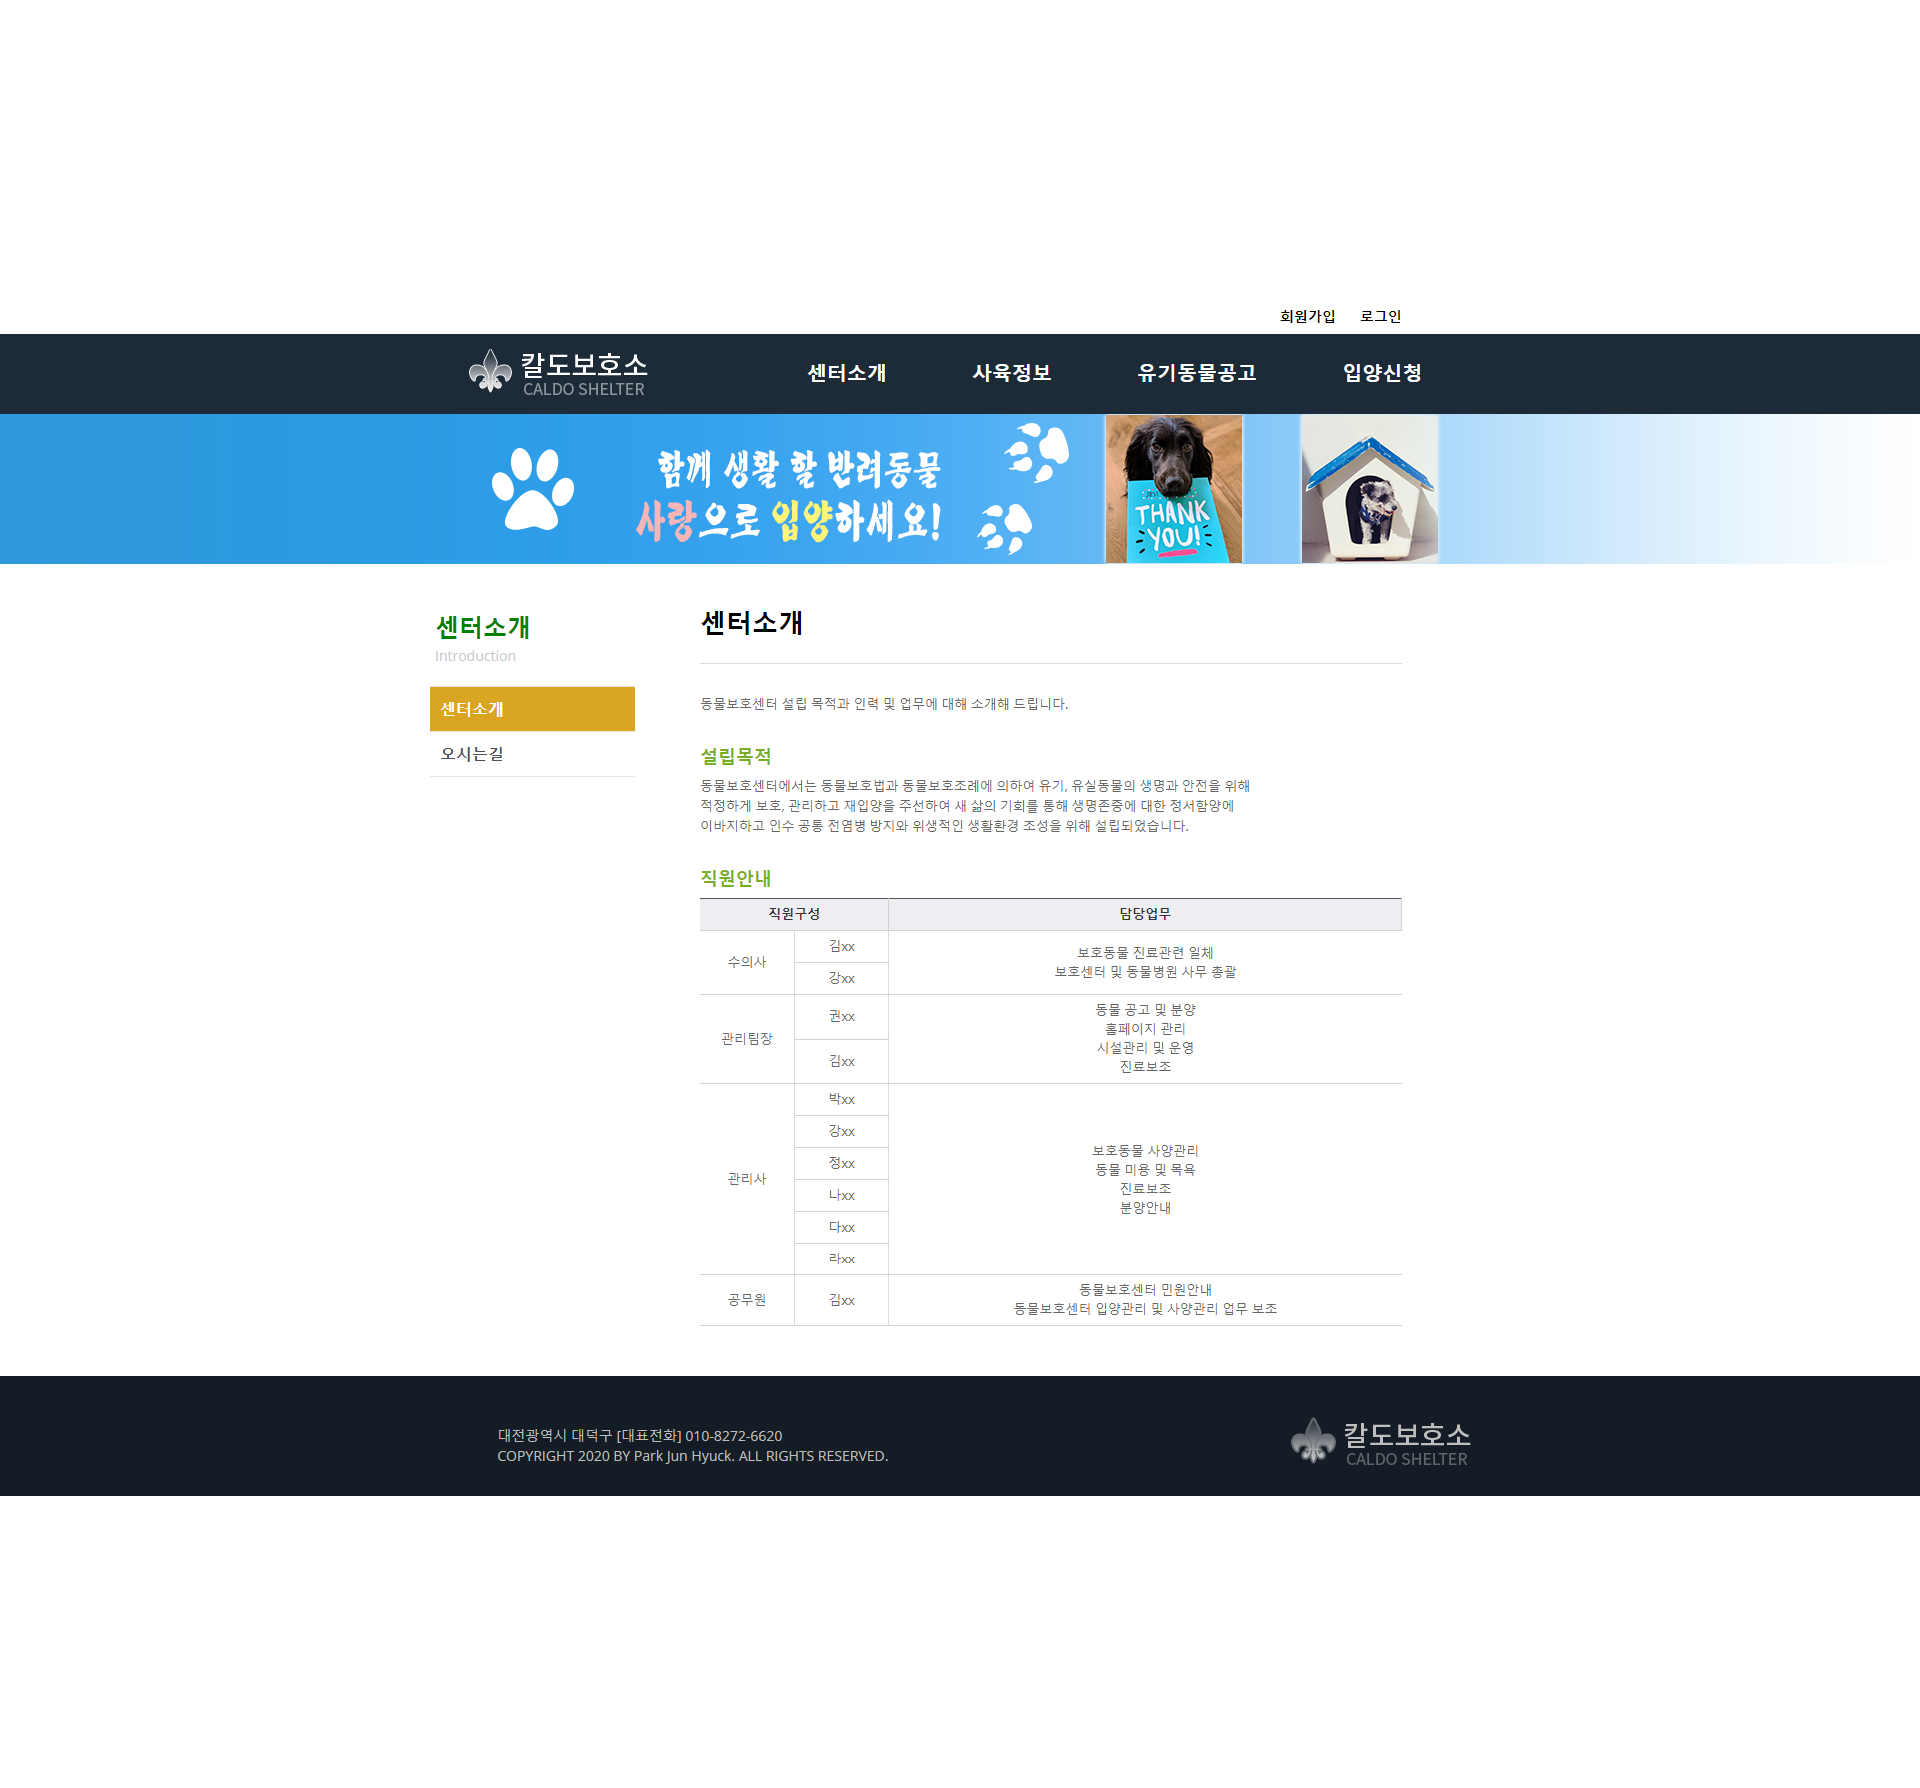 회원가입 로그인
칼도보호소
CALDO SHELTER
센터소개 사육정보 유기동물공고 입양신청
함께 생활 할 반려동물
사랑으로 입양하세요!
THANK
YOU!
센터소개
Introduction
센터소개
오시는길
센터소개
동물보호센터 설립 목적과 인력 및 업무에 대해 소개해 드립니다.
설립목적
동물보호센터에서는 동물보호법과 동물보호조례에 의하여 유기, 유실동물의 생명과 안전을 위해
적정하게 보호, 관리하고 재입양을 주선하여 새 삶의 기회를 통해 생명존중에 대한 정서함양에
이바지하고 인수 공통 전염병 방지와 위생적인 생활환경 조성을 위해 설립되었습니다.
직원안내
직원구성 담당업무
수의사
김xx
강xx
보호동물 진료관련 일체
보호센터 및 동물병원 사무 총괄
관리팀장
권xx
김xx
동물 공고 및 분양
홈페이지 관리
시설관리 및 운영
진료보조
관리사
박xx
강xx
정xx
나xx
다xx
라xx
보호동물 사양관리
동물 미용 및 목욕
진료보조
분양안내
공무원
김xx
동물보호센터 민원안내
동물보호센터 입양관리 및 사양관리 업무 보조
대전광역시 대덕구 [대표전화] 010-8272-6620
COPYRIGHT 2020 BY Park Jun Hyuck. ALL RIGHTS RESERVED.
칼도보호소
CALDO SHELTER